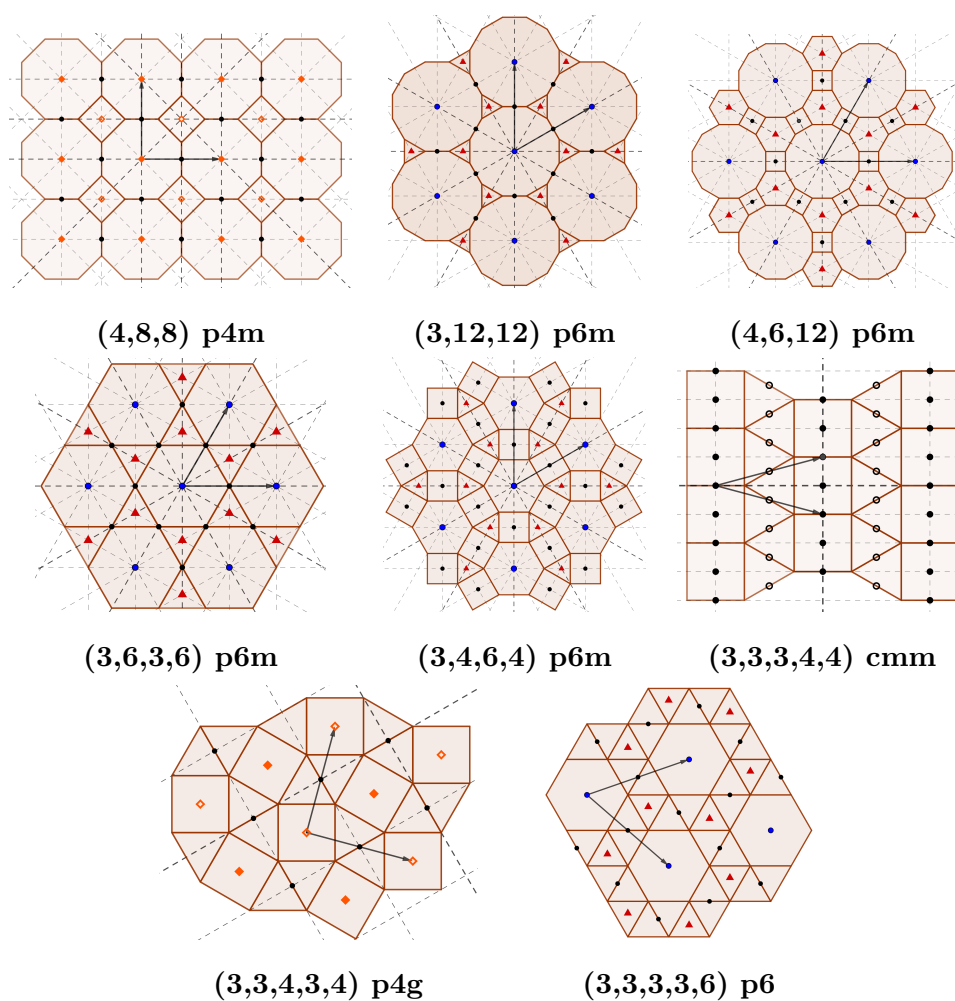 (4,8,8) p4m (3,12,12) p6m (4,6,12) p6m
(3,6,3,6) p6m (3,4,6,4) p6m (3,3,3,4,4) cmm
(3,3,4,3,4) p4g (3,3,3,3,6) p6